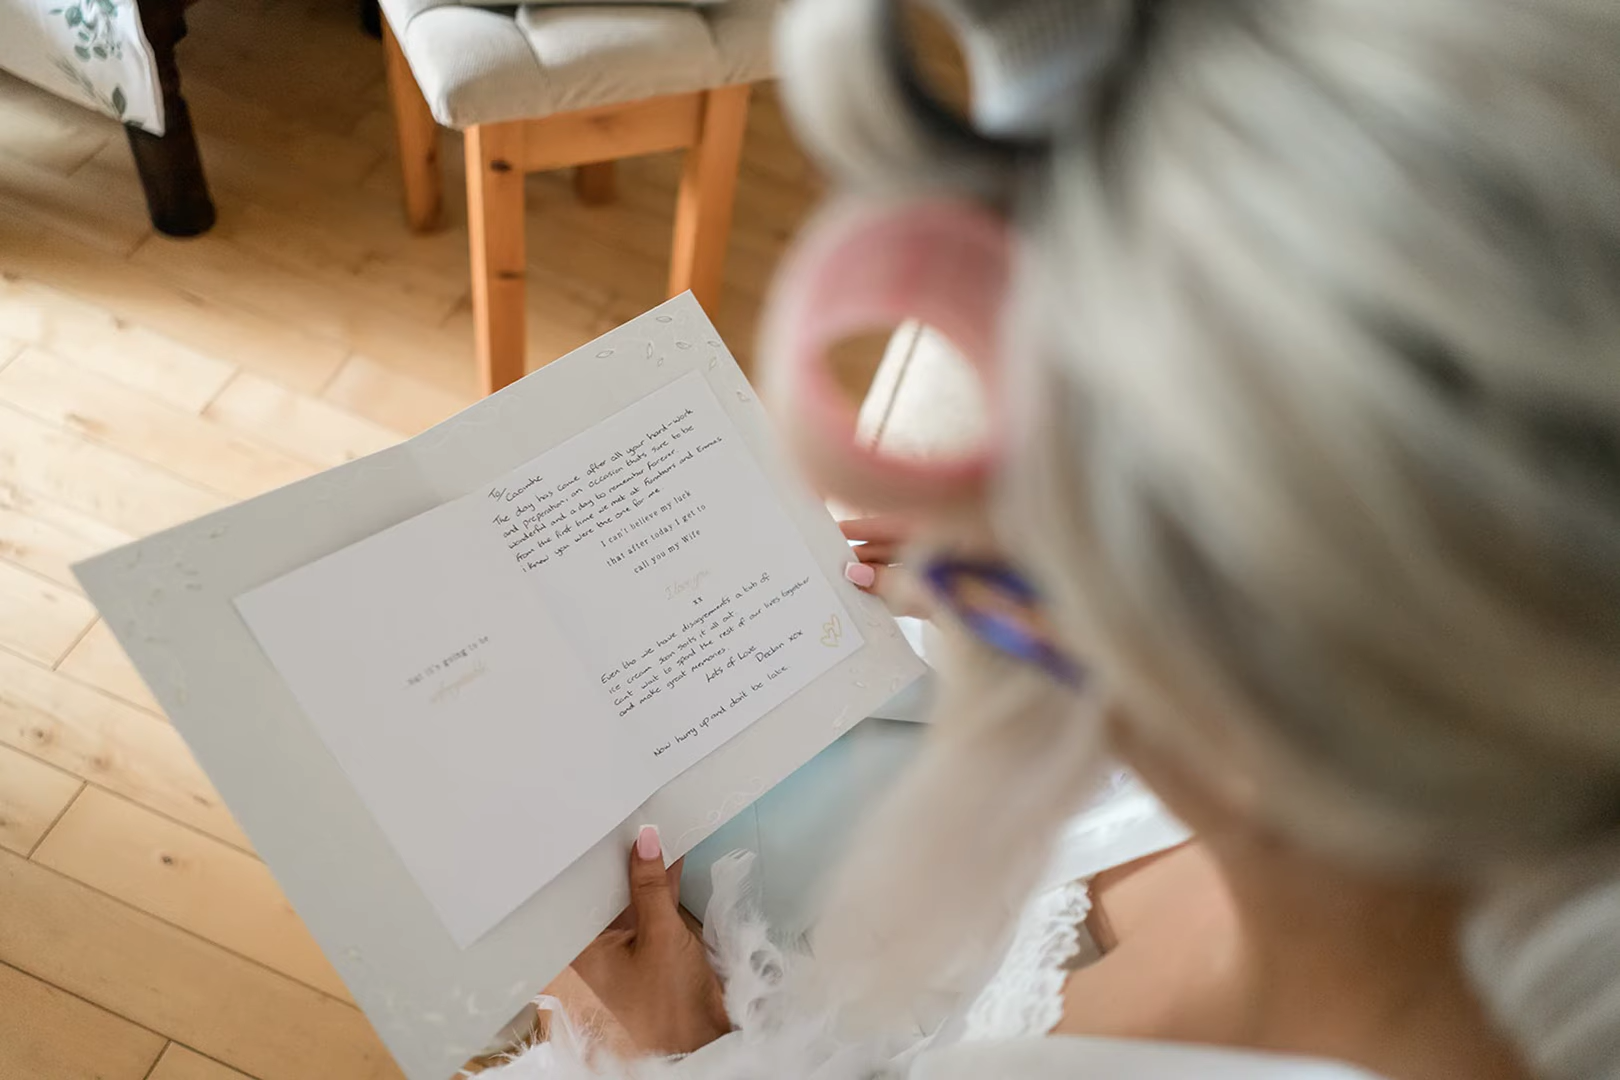 but it's going to be
To/ Caoimhe
The day has come after all your hard-work
and preparation, an occasion thats sure to be
wonderful and a day to remember forever.
From the first time we met at Farmtons and Emmas
i knew you were the one for me.
I can't believe my luck
that after today I get to
call you my Wife
I love you
xx
Even tho we have disagreements a tub of
ice cream soon sorts it all out.
Cant wait to spend the rest of our lives together
and make great memories.
Lots of Love
Declan xox
Now hurry up and don't be late.